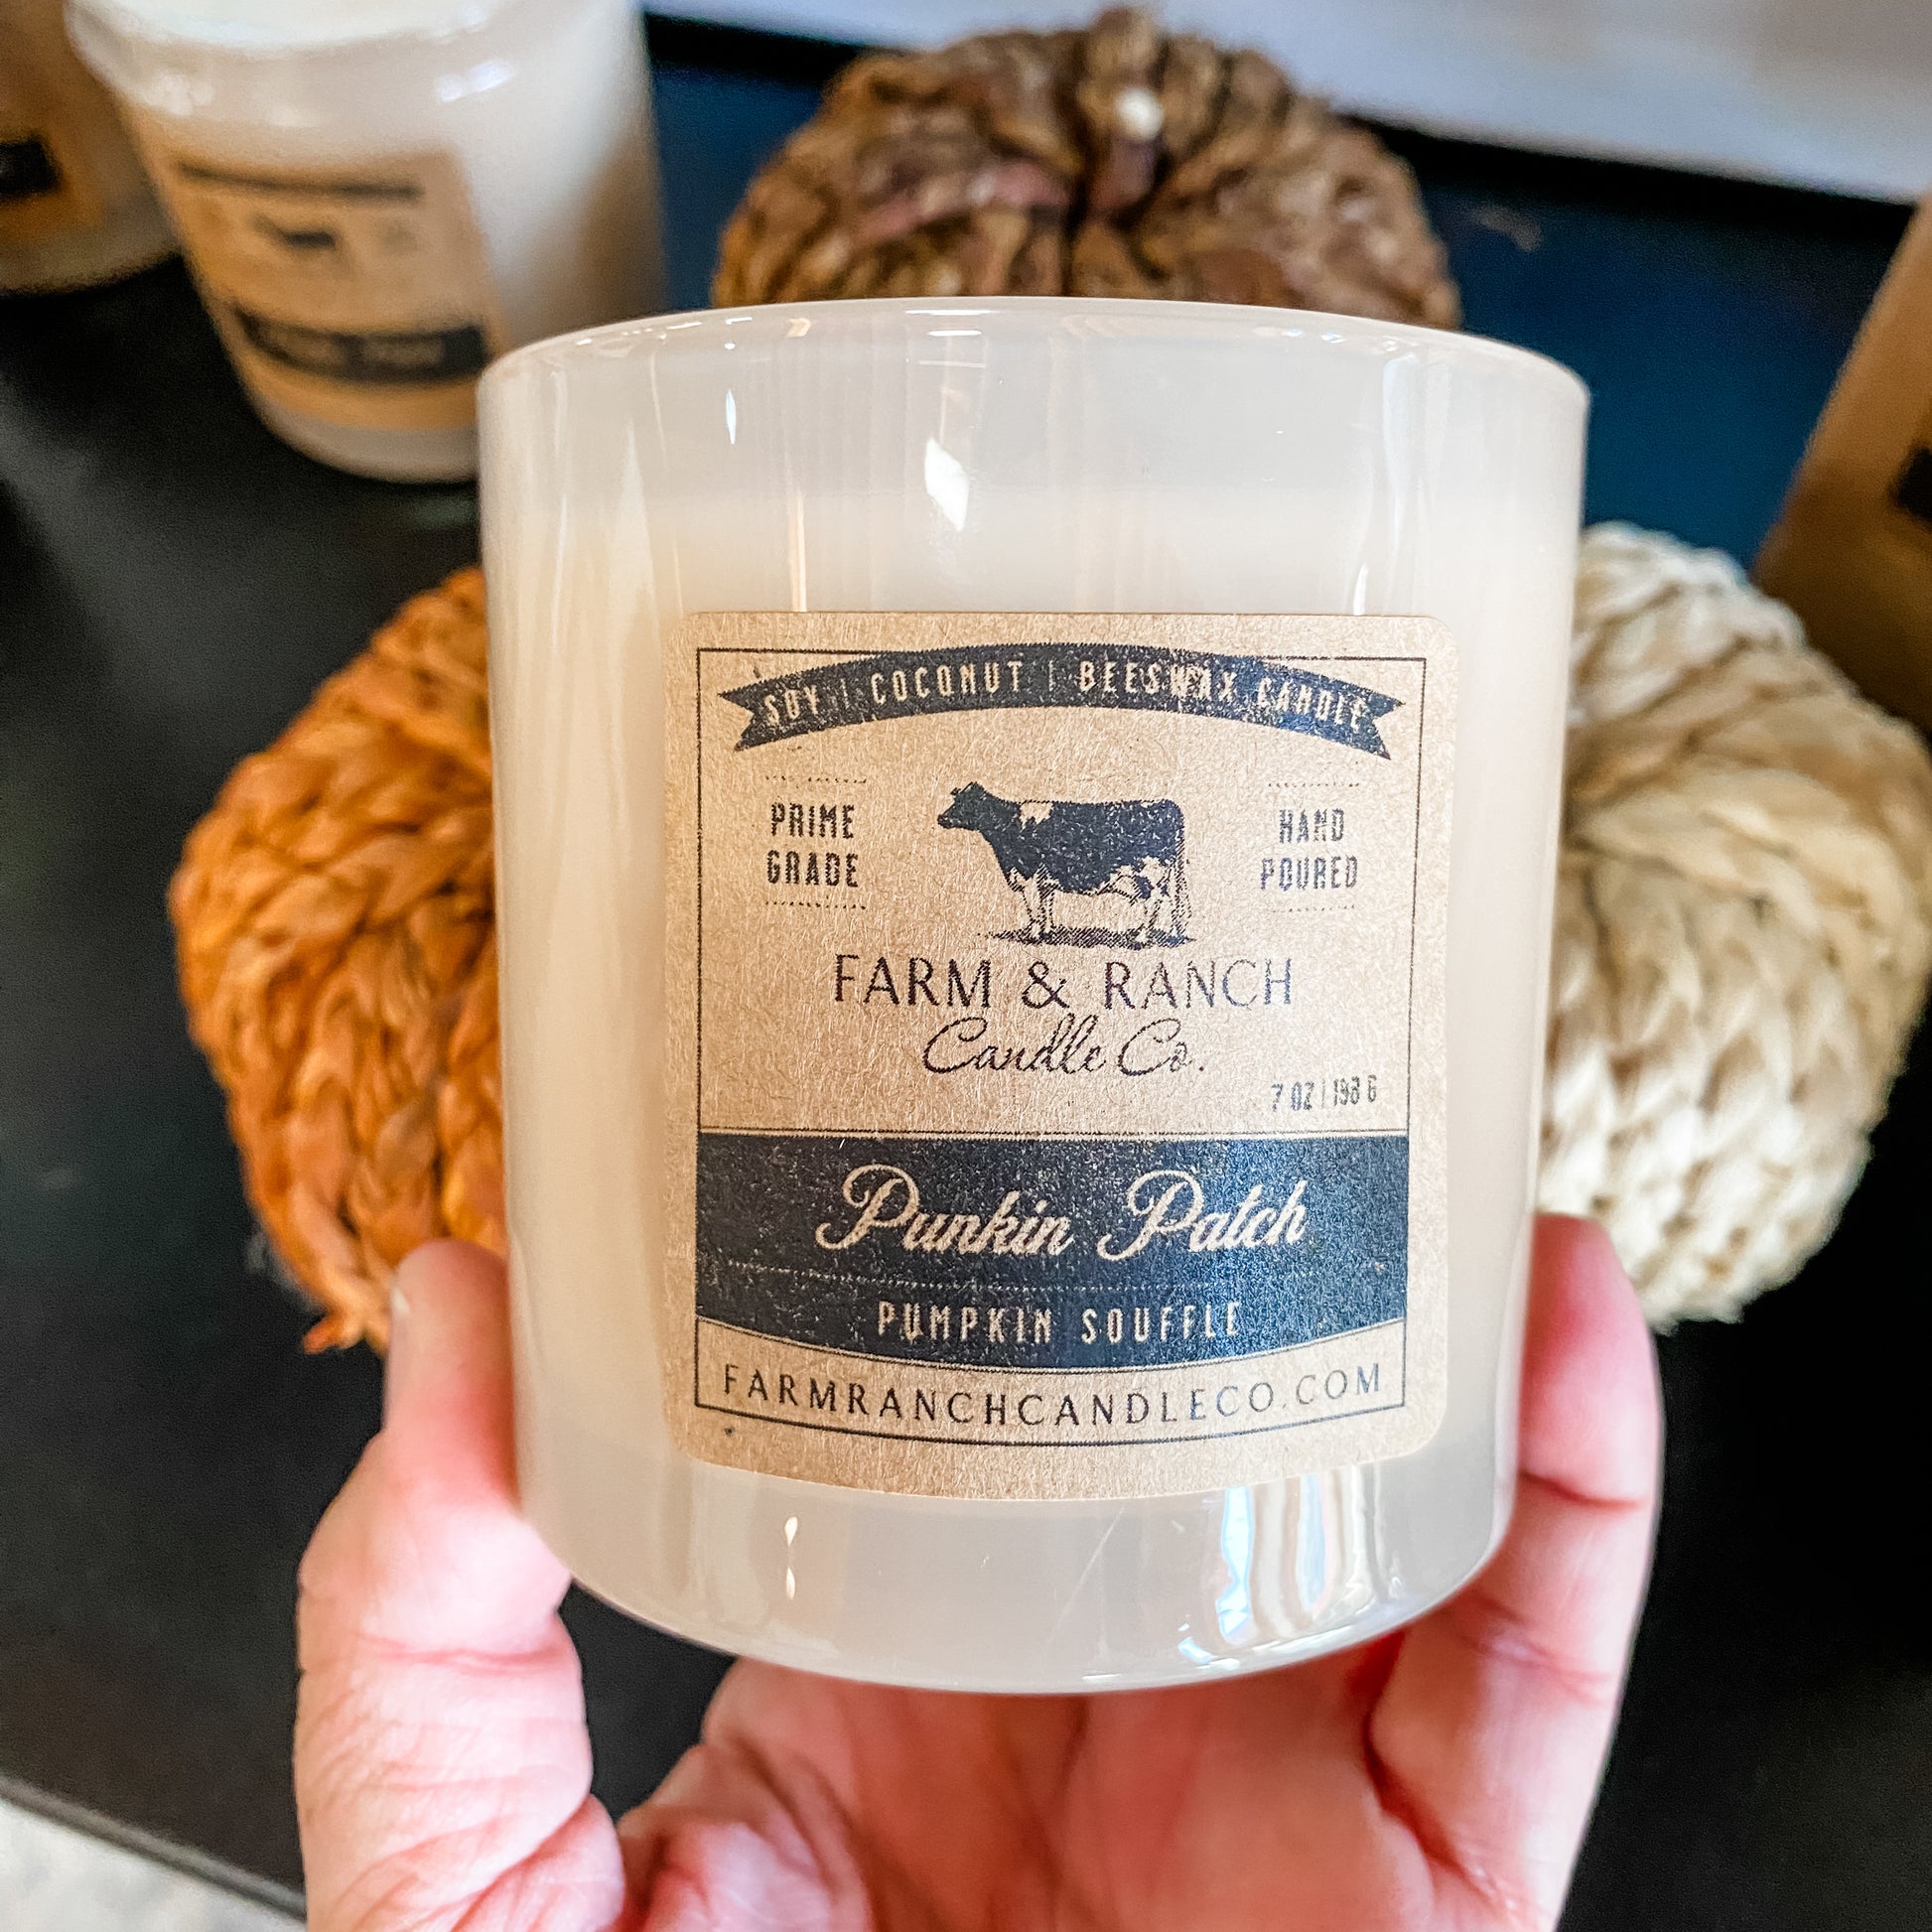 SOY | COCONUT | BEESWAX CANDLE
PRIME
GRADE
HAND
POURED
FARM & RANCH
Candle Co.
7 OZ | 198 G
Punkin Patch
PUMPKIN SOUFFLE
FARMRANCHCANDLECO.COM